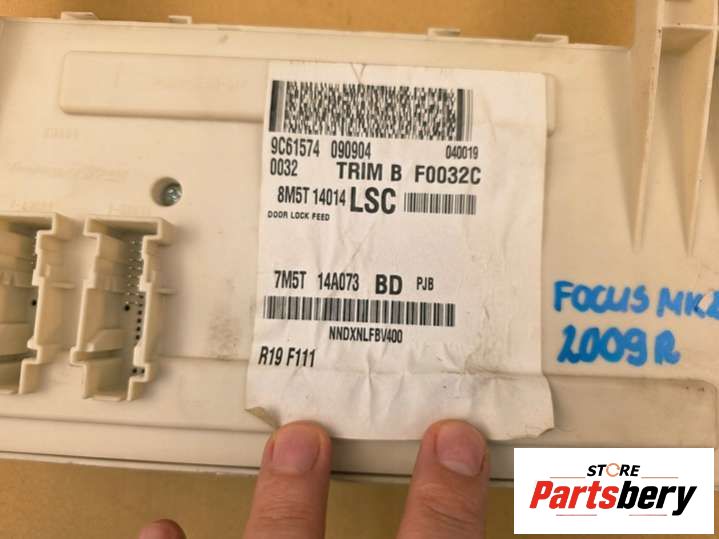 9C61574 090904 040019
0032 TRIM B F0032C
8M5T 14014 LSC
DOOR LOCK FEED
7M5T 14A073 BD PJB
NNDXNLFBV400
R19 F111
FOCUS MK2
2009R
STORE
Partsbery